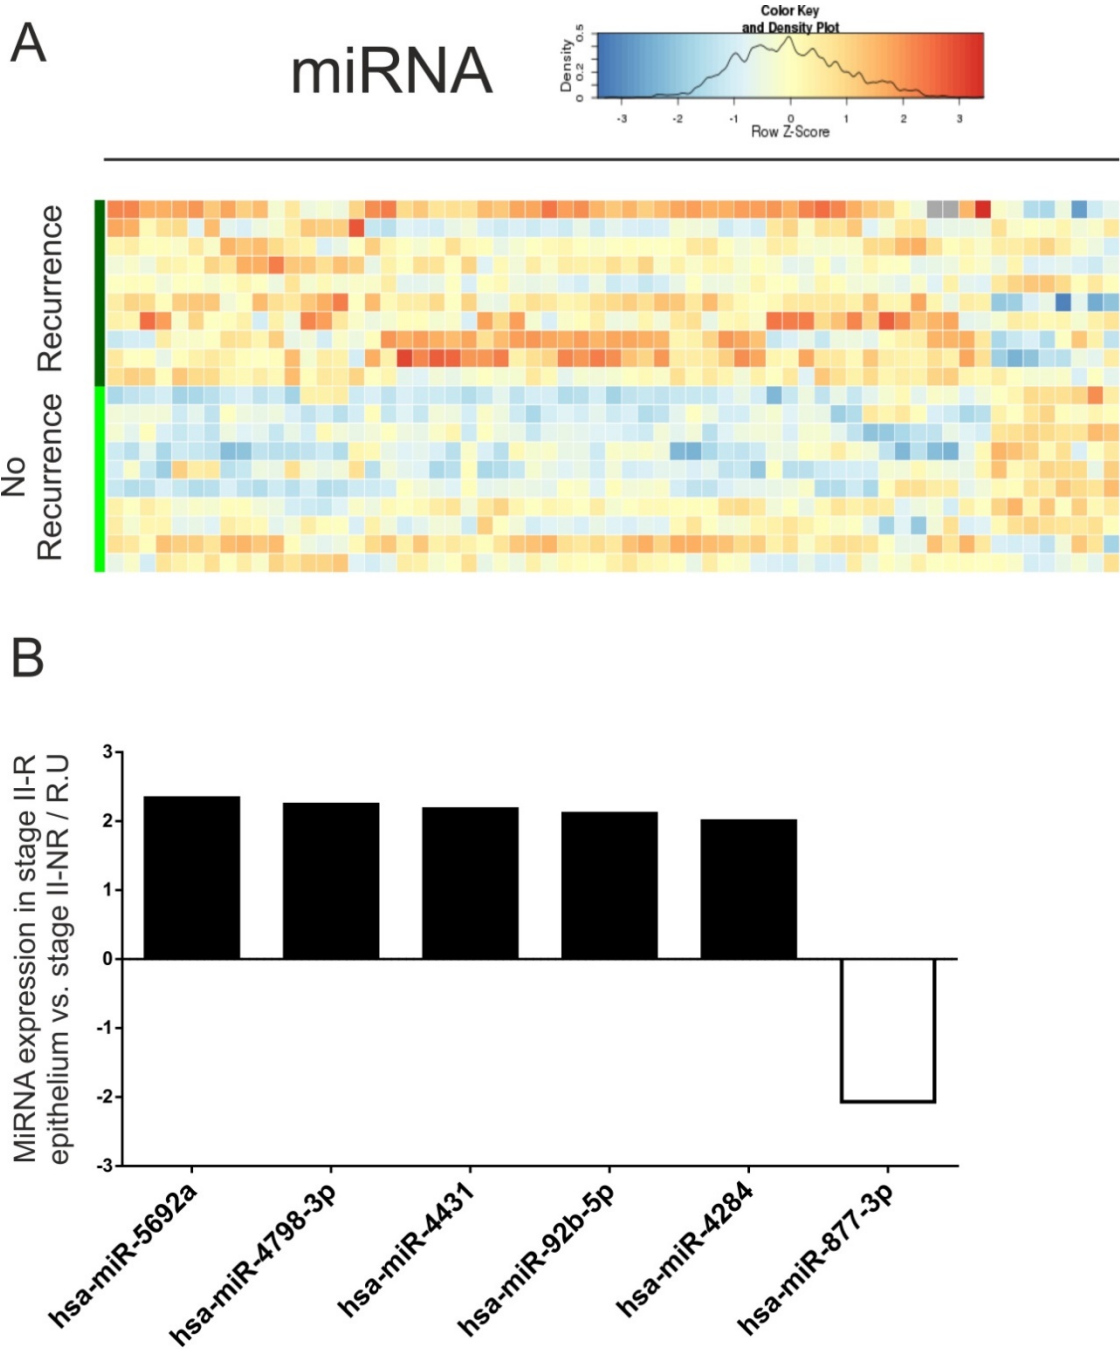 A
miRNA
Color Key
and Density Plot
Density
0 0.2 0.5
-3 -2 -1 0 1 2 3
Row Z-Score
Recurrence
No
Recurrence
B
MiRNA expression in stage II-R
epithelium vs. stage II-NR / R.U
3
2
1
0
-1
-2
-3
hsa-miR-5692a
hsa-miR-4798-3p
hsa-miR-4431
hsa-miR-92b-5p
hsa-miR-4284
hsa-miR-877-3p